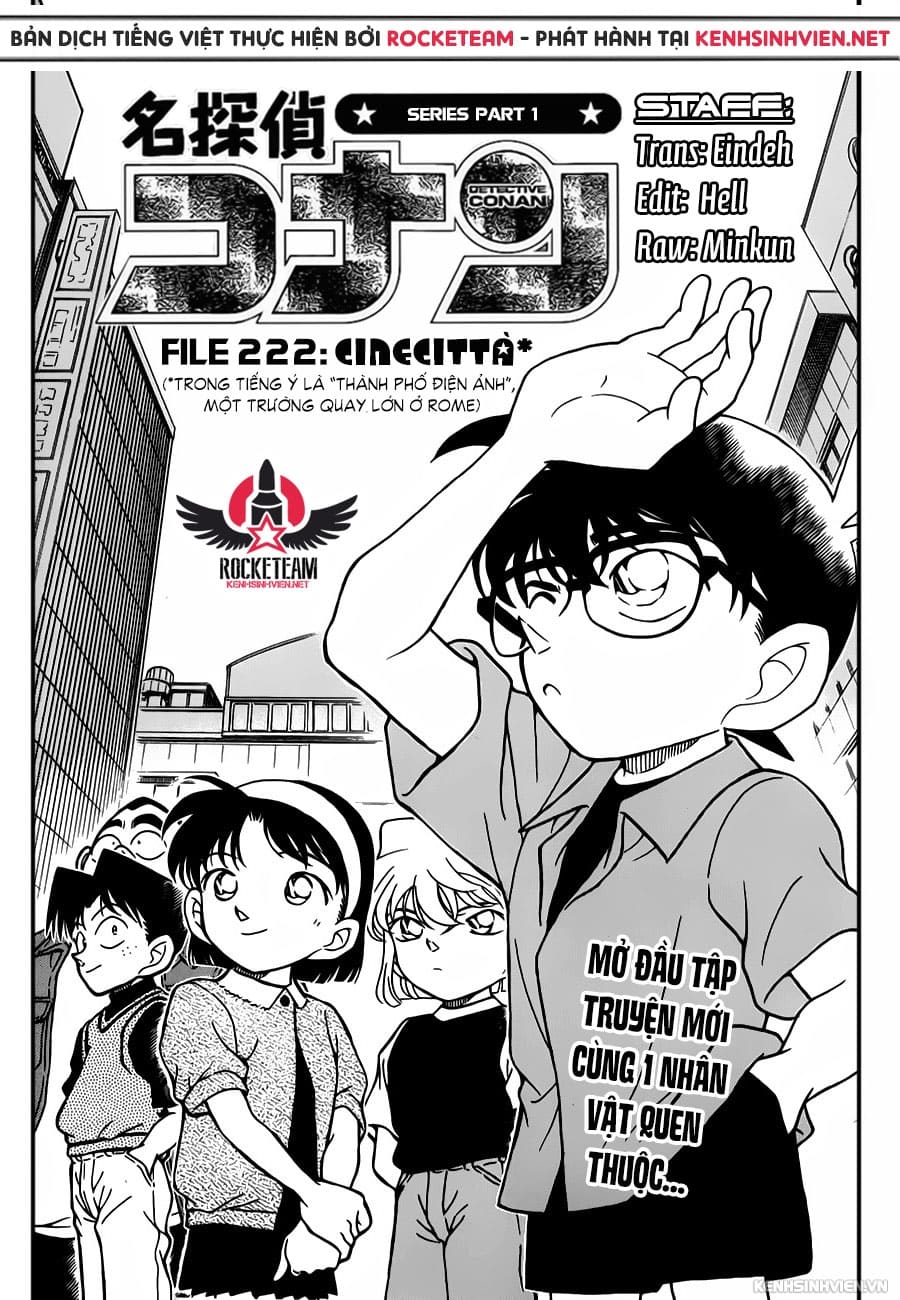 BẢN DỊCH TIẾNG VIỆT THỰC HIỆN BỞI ROCKETEAM - PHÁT HÀNH TẠI KENHSINHVIEN.NET
名探偵
SERIES PART 1
コナン
DETECTIVE
CONAN
STAFF:
Trans: Eindeh
Edit: Hell
Raw: Minkun
FILE 222: CINECITTÀ*
(*TRONG TIẾNG Ý LÀ "THÀNH PHỐ ĐIỆN ẢNH",
MỘT TRƯỜNG QUAY LỚN Ở ROME)
ROCKETEAM
KENHSINHVIEN.NET
MỞ ĐẦU TẬP
TRUYỆN MỚI
CÙNG 1 NHÂN
VẬT QUEN
THUỘC...
KENHSINHVIEN.VN